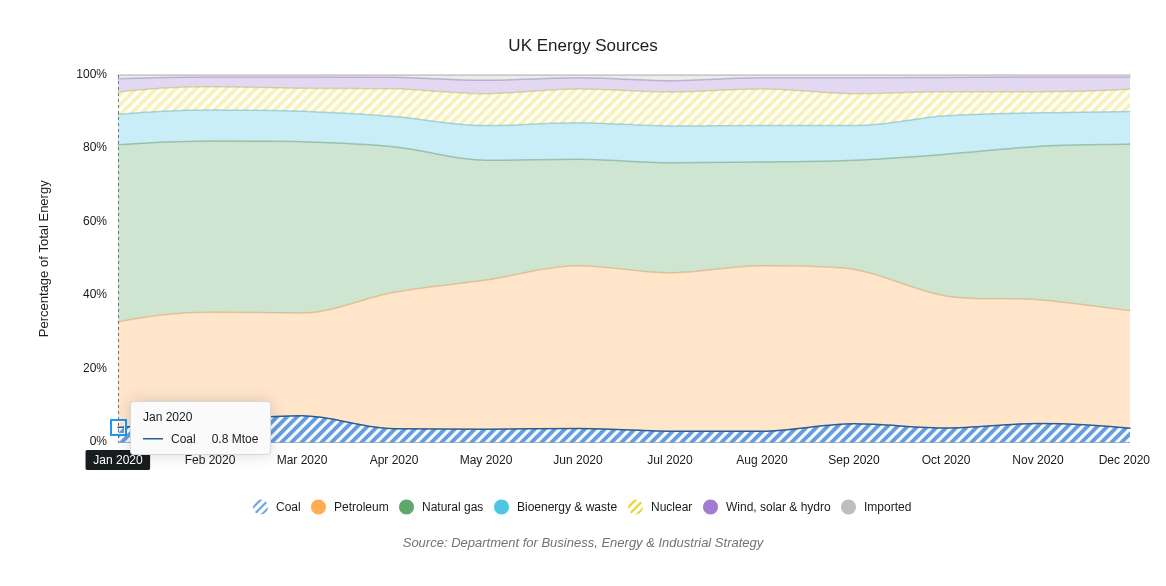 UK Energy Sources
100%
80%
60%
40%
20%
0%
Percentage of Total Energy
Jan 2020
Coal 0.8 Mtoe
Jan 2020 Feb 2020 Mar 2020 Apr 2020 May 2020 Jun 2020 Jul 2020 Aug 2020 Sep 2020 Oct 2020 Nov 2020 Dec 2020
Coal Petroleum Natural gas Bioenergy & waste Nuclear Wind, solar & hydro Imported
Source: Department for Business, Energy & Industrial Strategy